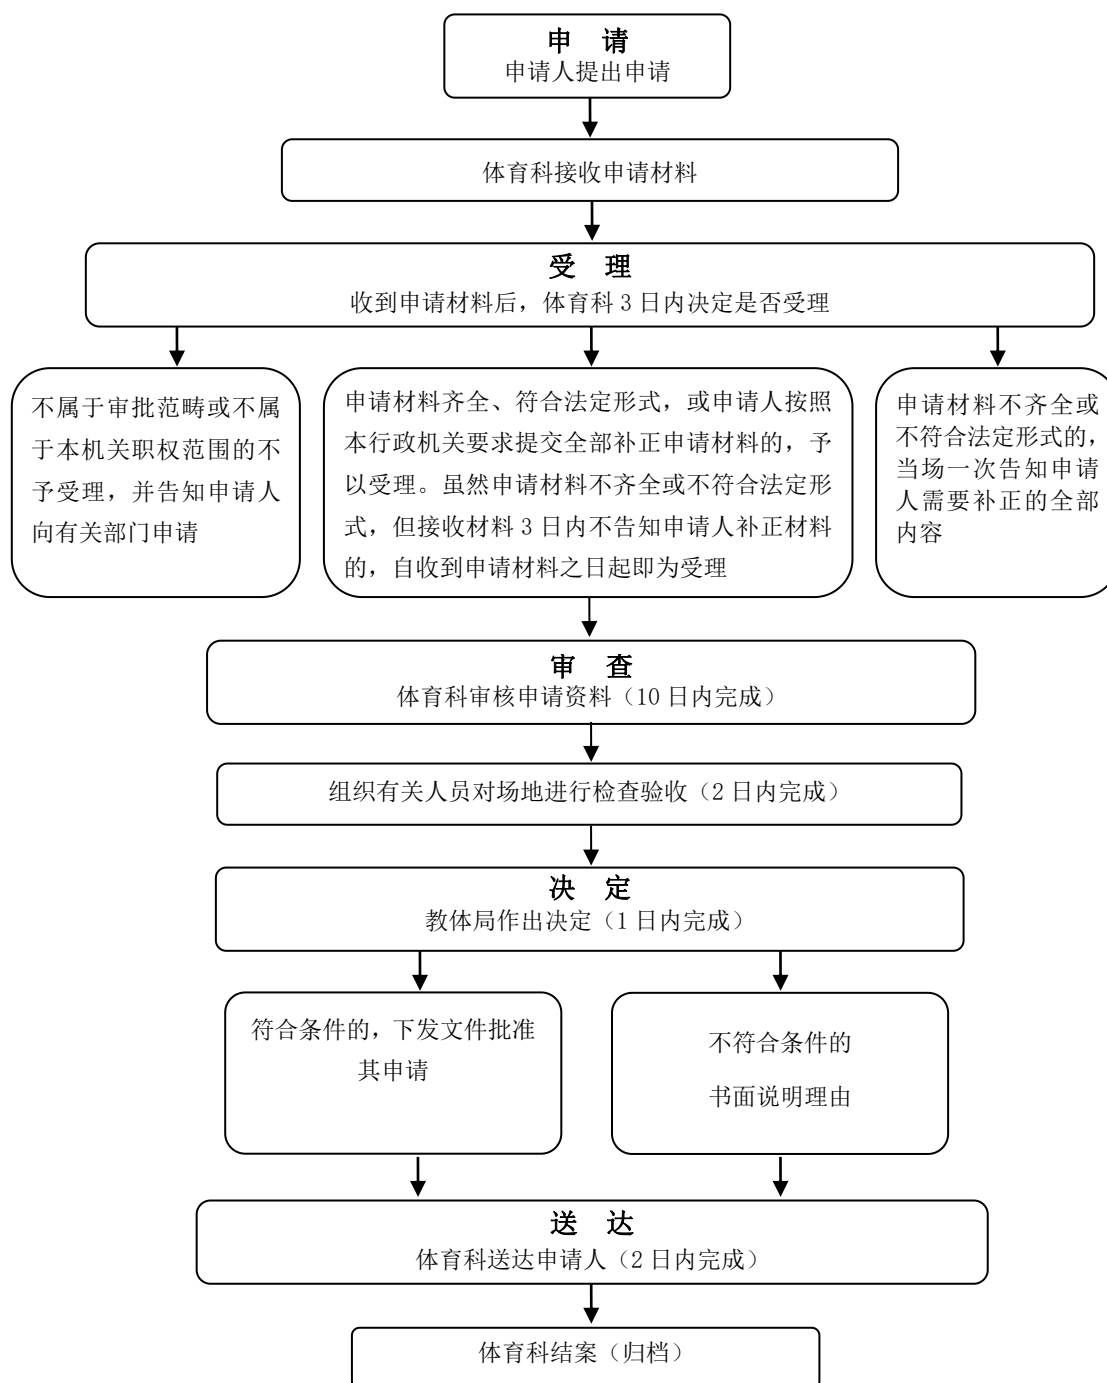 申 请
申请人提出申请
体育科接收申请材料
受 理
收到申请材料后，体育科 3 日内决定是否受理
不属于审批范畴或不属
于本机关职权范围的不
予受理，并告知申请人
向有关部门申请
申请材料齐全、符合法定形式，或申请人按照
本行政机关要求提交全部补正申请材料的，予
以受理。虽然申请材料不齐全或不符合法定形
式，但接收材料 3 日内不告知申请人补正材料
的，自收到申请材料之日起即为受理
申请材料不齐全或
不符合法定形式的，
当场一次告知申请
人需要补正的全部
内容
审 查
体育科审核申请资料（10 日内完成）
组织有关人员对场地进行检查验收（2 日内完成）
决 定
教体局作出决定（1 日内完成）
符合条件的，下发文件批准
其申请
不符合条件的
书面说明理由
送 达
体育科送达申请人（2 日内完成）
体育科结案（归档）